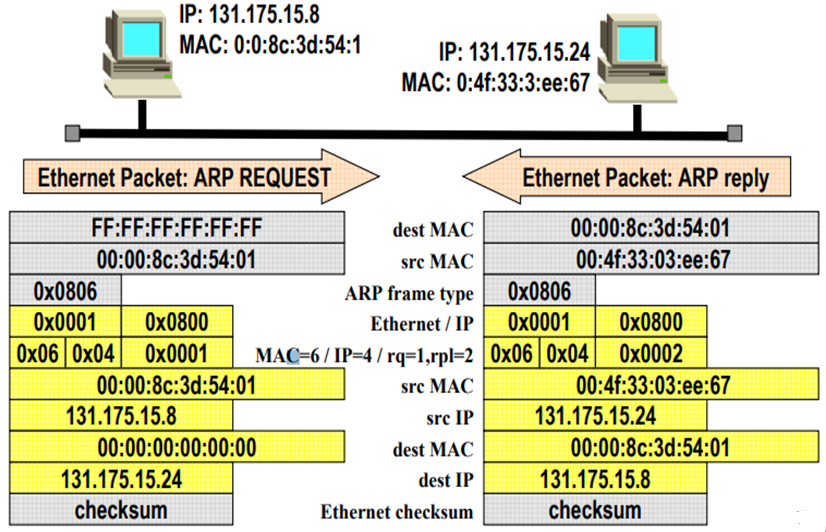 IP: 131.175.15.8
MAC: 0:0:8c:3d:54:1
IP: 131.175.15.24
MAC: 0:4f:33:3:ee:67
Ethernet Packet: ARP REQUEST
Ethernet Packet: ARP reply
FF:FF:FF:FF:FF:FF dest MAC 00:00:8c:3d:54:01
00:00:8c:3d:54:01 src MAC 00:4f:33:03:ee:67
0x0806 ARP frame type 0x0806
0x0001 0x0800 Ethernet / IP 0x0001 0x0800
0x06 0x04 0x0001 MAC=6 / IP=4 / rq=1,rpl=2 0x06 0x04 0x0002
00:00:8c:3d:54:01 src MAC 00:4f:33:03:ee:67
131.175.15.8 src IP 131.175.15.24
00:00:00:00:00:00 dest MAC 00:00:8c:3d:54:01
131.175.15.24 dest IP 131.175.15.8
checksum Ethernet checksum checksum